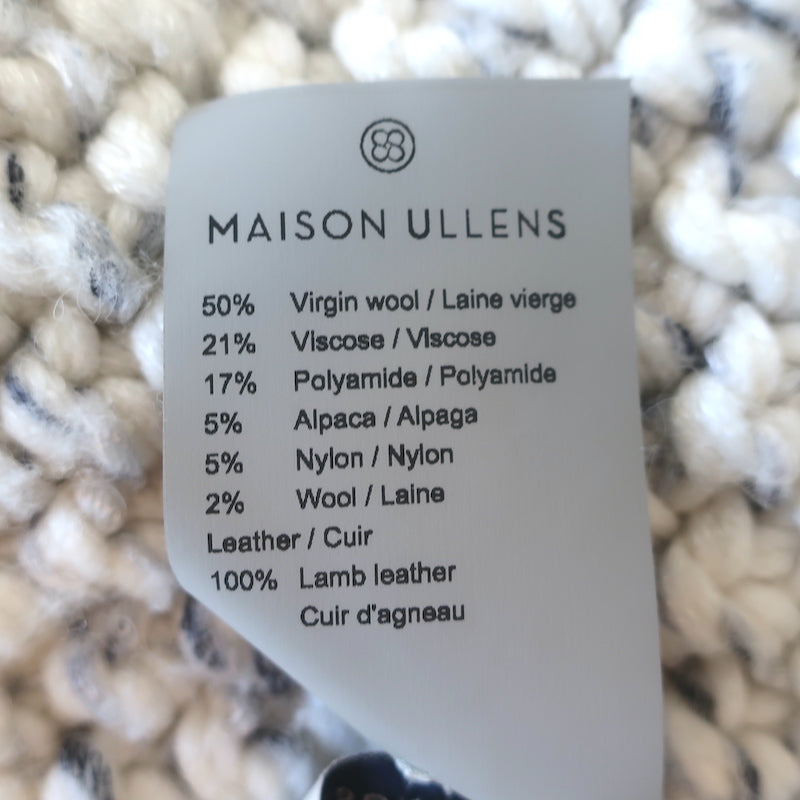 MAISON ULLENS
50% Virgin wool / Laine vierge
21% Viscose / Viscose
17% Polyamide / Polyamide
5% Alpaca / Alpaga
5% Nylon / Nylon
2% Wool / Laine
Leather / Cuir
100% Lamb leather
Cuir d'agneau